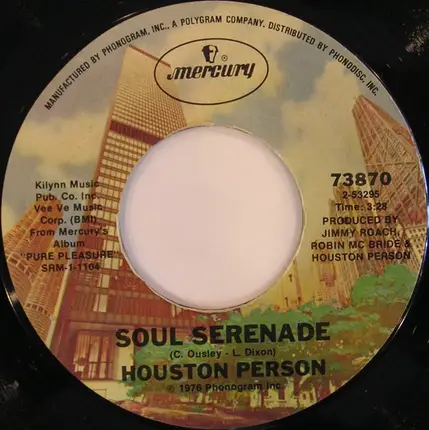 MANUFACTURED BY PHONOGRAM, INC., A POLYGRAM COMPANY. DISTRIBUTED BY PHONODISC, INC.
mercury
®
Kilynn Music
Pub. Co. Inc.
Vee Ve Music
Corp. (BMI)
From Mercury's
Album
"PURE PLEASURE"
SRM-1-1104
73870
2-53295
Time: 3:28
PRODUCED BY
JIMMY ROACH,
ROBIN MC BRIDE &
HOUSTON PERSON
SOUL SERENADE
(C. Ousley - L. Dixon)
HOUSTON PERSON
℗ 1976 Phonogram Inc.